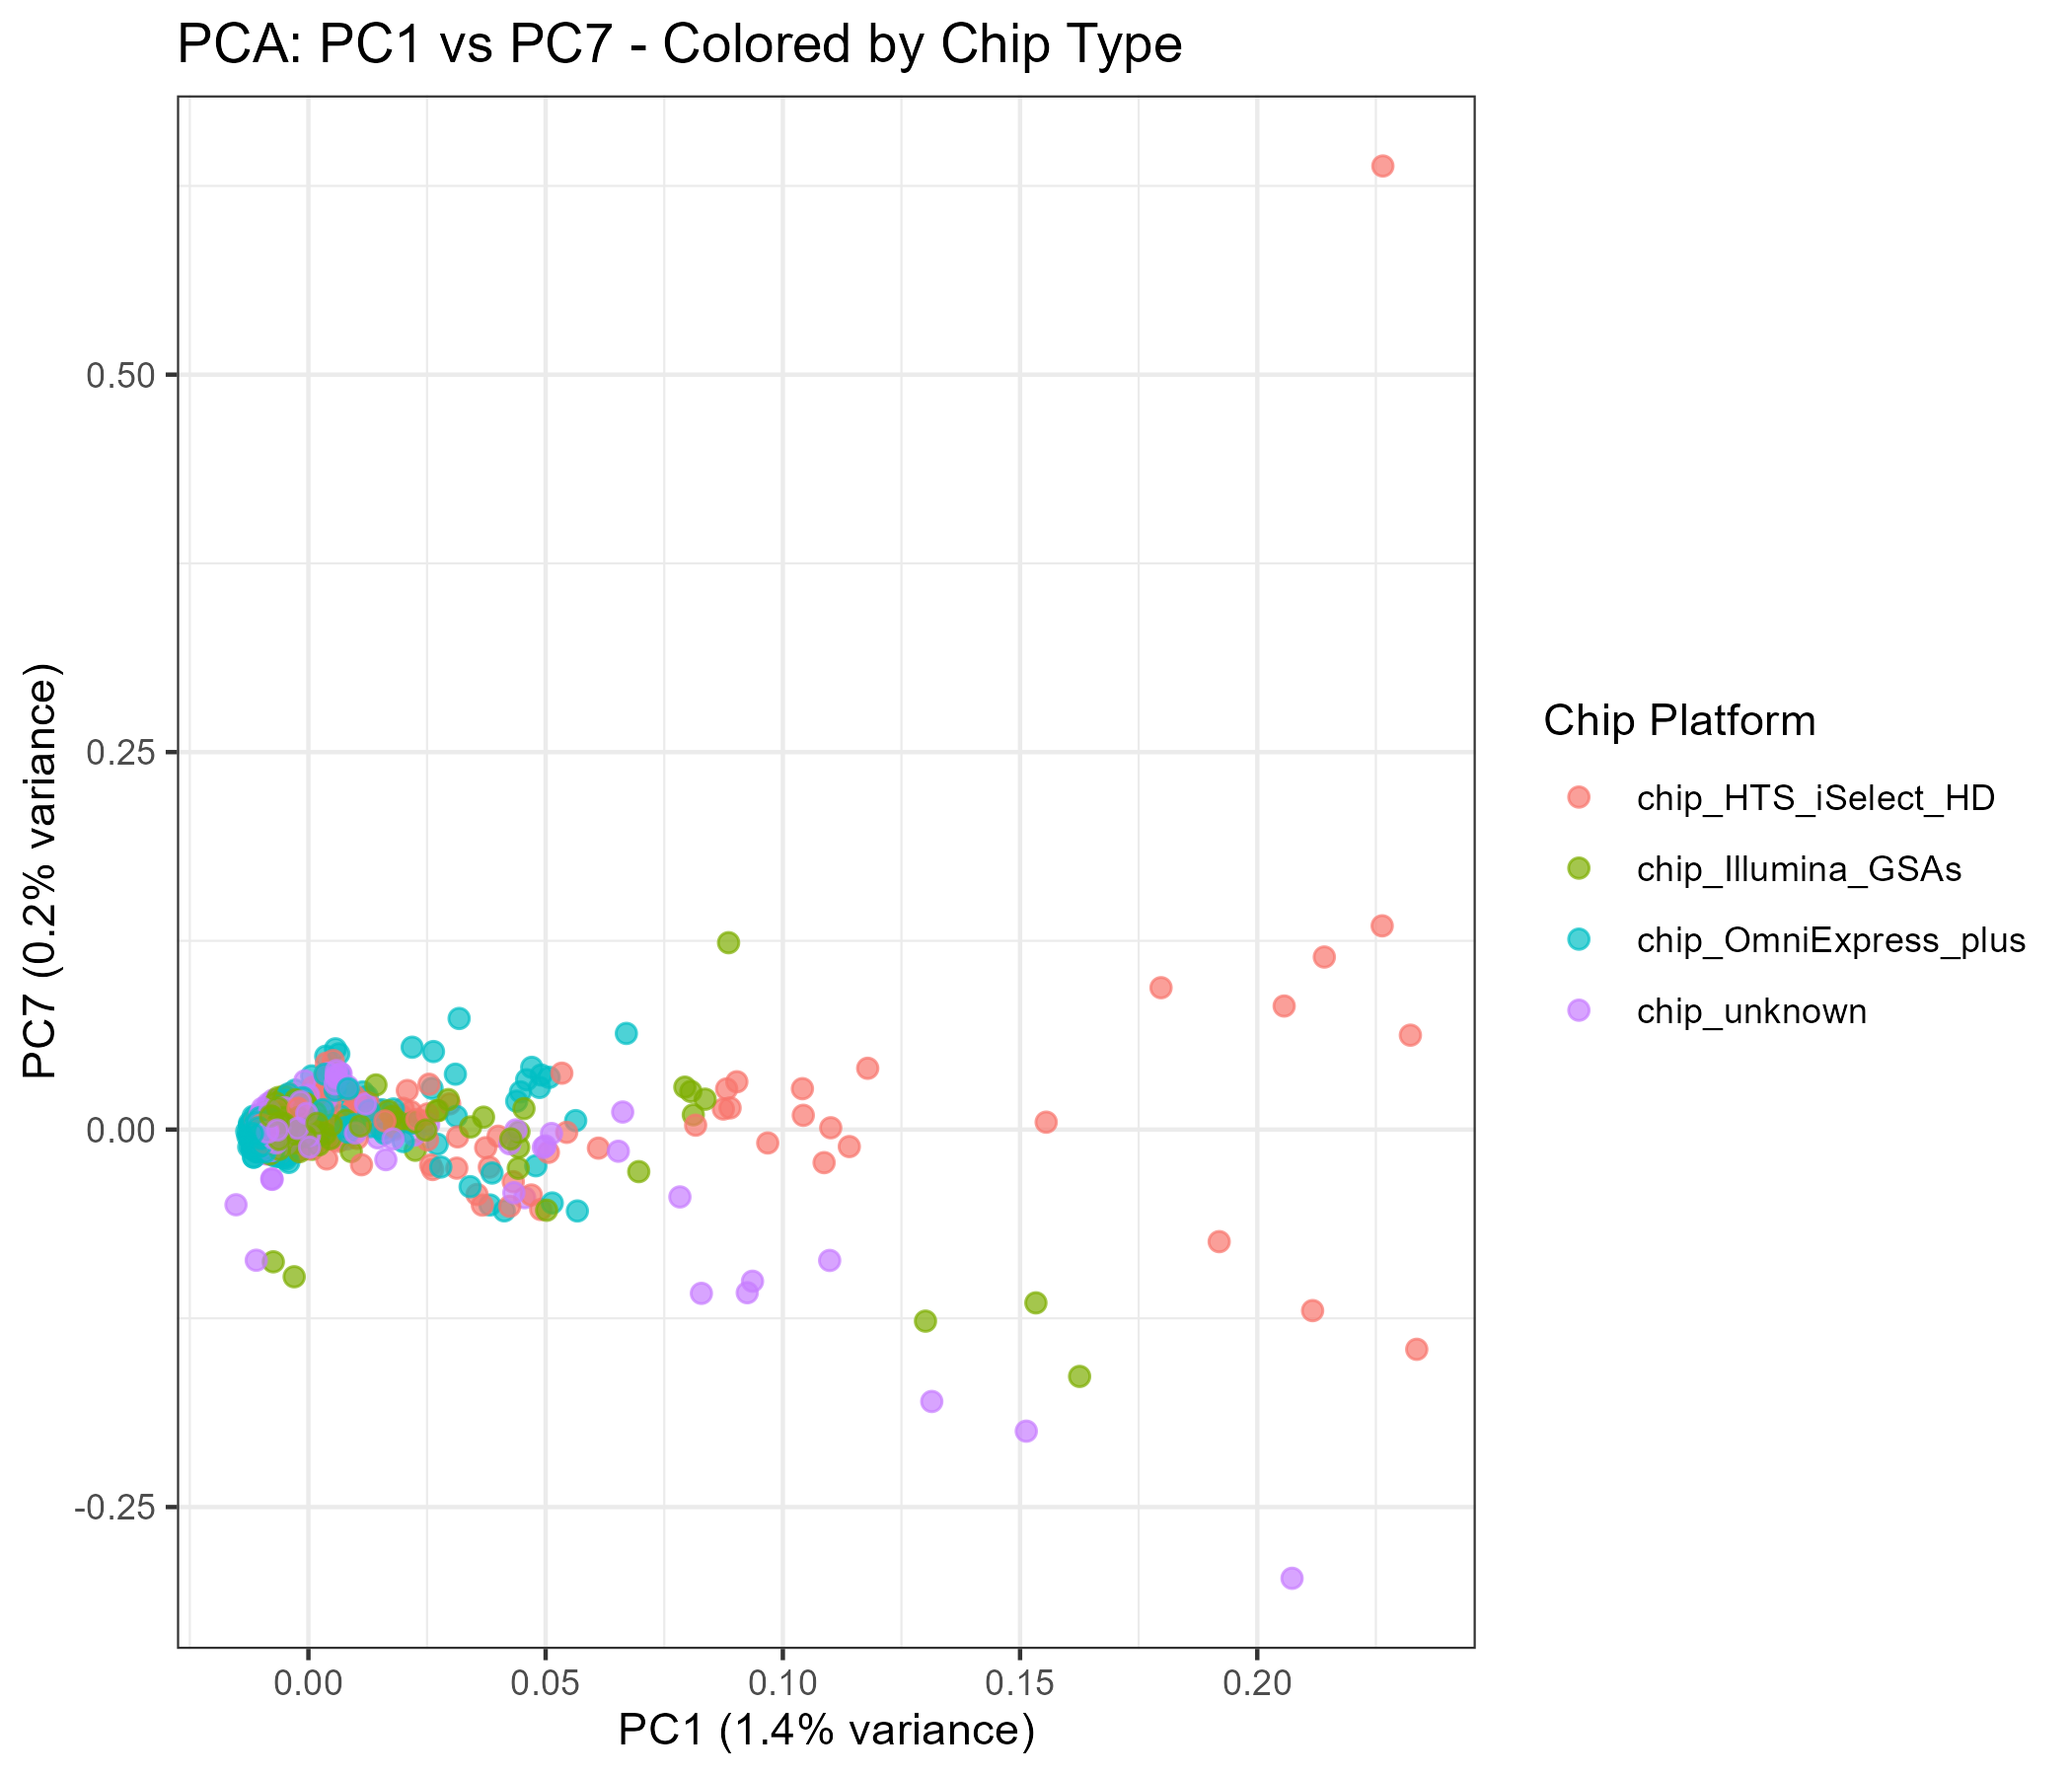 PCA: PC1 vs PC7 - Colored by Chip Type
PC7 (0.2% variance)
0.50
0.25
0.00
-0.25
0.00 0.05 0.10 0.15 0.20
PC1 (1.4% variance)
Chip Platform
chip_HTS_iSelect_HD
chip_Illumina_GSAs
chip_OmniExpress_plus
chip_unknown